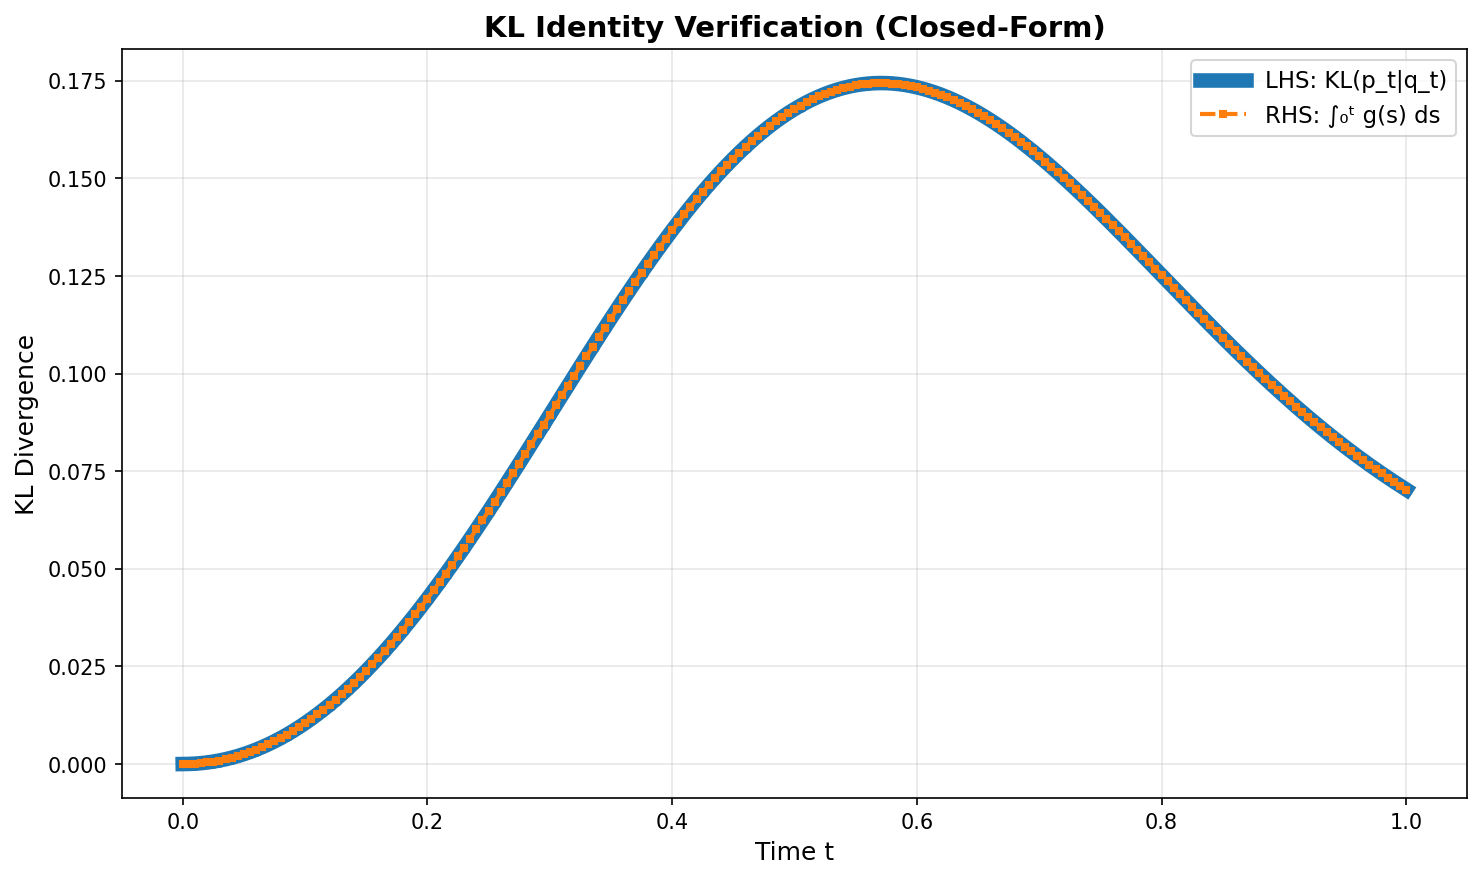 KL Identity Verification (Closed-Form)
LHS: KL(p_t|q_t)
RHS: ∫₀ᵗ g(s) ds
KL Divergence
0.175
0.150
0.125
0.100
0.075
0.050
0.025
0.000
0.0 0.2 0.4 0.6 0.8 1.0
Time t